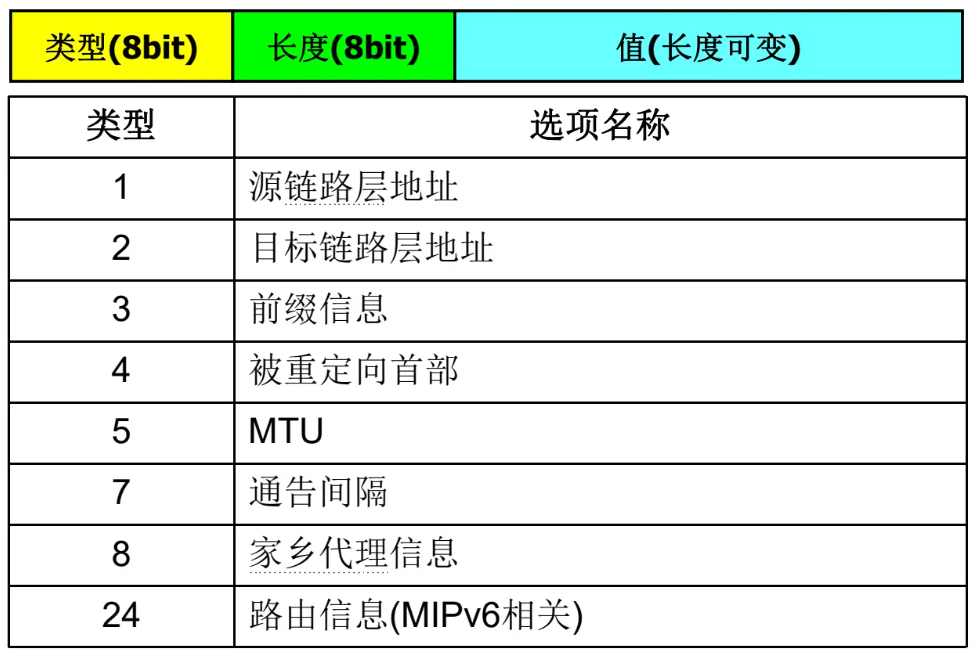 类型(8bit) 长度(8bit) 值(长度可变)
类型 选项名称
1 源链路层地址
2 目标链路层地址
3 前缀信息
4 被重定向首部
5 MTU
7 通告间隔
8 家乡代理信息
24 路由信息(MIPv6相关)